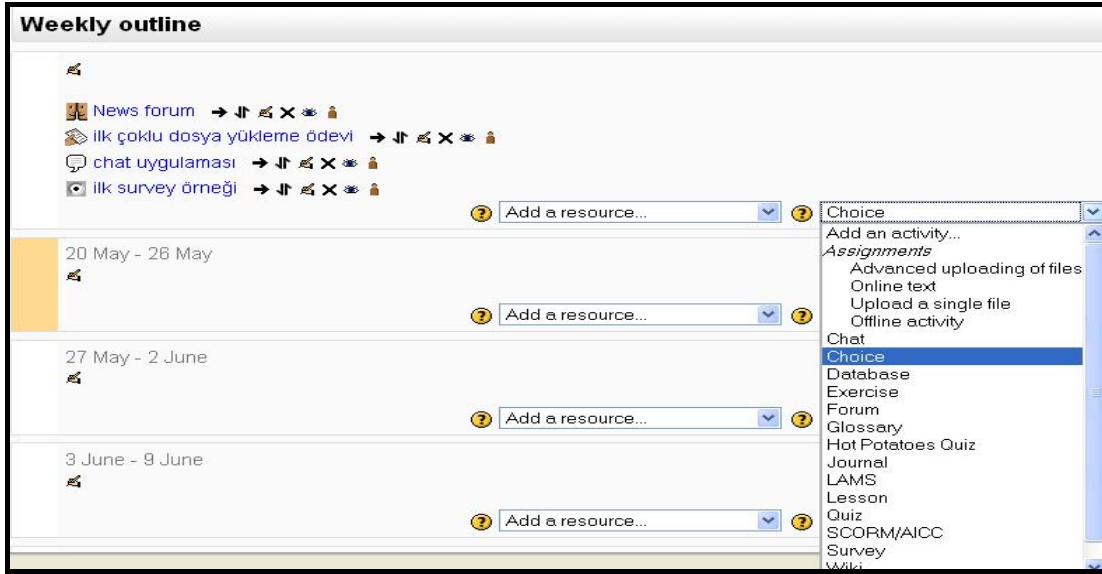 Weekly outline
News forum
ilk çoklu dosya yükleme ödevi
chat uygulaması
ilk survey örneği
Add a resource...
Choice
Add an activity...
Assignments
Advanced uploading of files
Online text
Upload a single file
Offline activity
Chat
Choice
Database
Exercise
Forum
Glossary
Hot Potatoes Quiz
Journal
LAMS
Lesson
Quiz
SCORM/AICC
Survey
Wiki
20 May - 26 May
Add a resource...
27 May - 2 June
Add a resource...
3 June - 9 June
Add a resource...